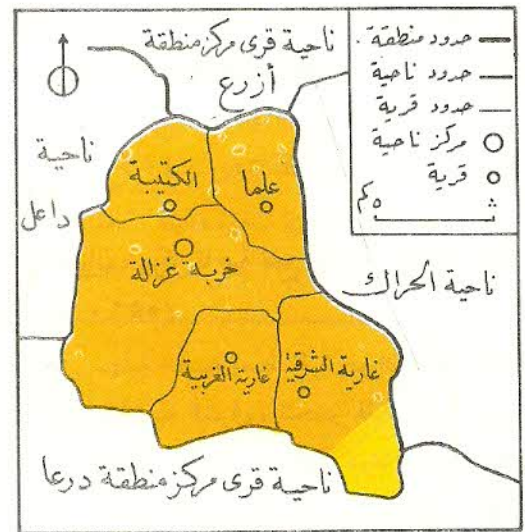 ناحية قرى مركز منطقة
أزرع
حدود منطقة
حدود ناحية
حدود قرية
مركز ناحية
قرية
كم ٥
ناحية
داعل
الكتيبة
علما
خربة غزالة
ناحية الحراك
غارية الغربية
غارية الشرقية
ناحية قرى مركز منطقة درعا